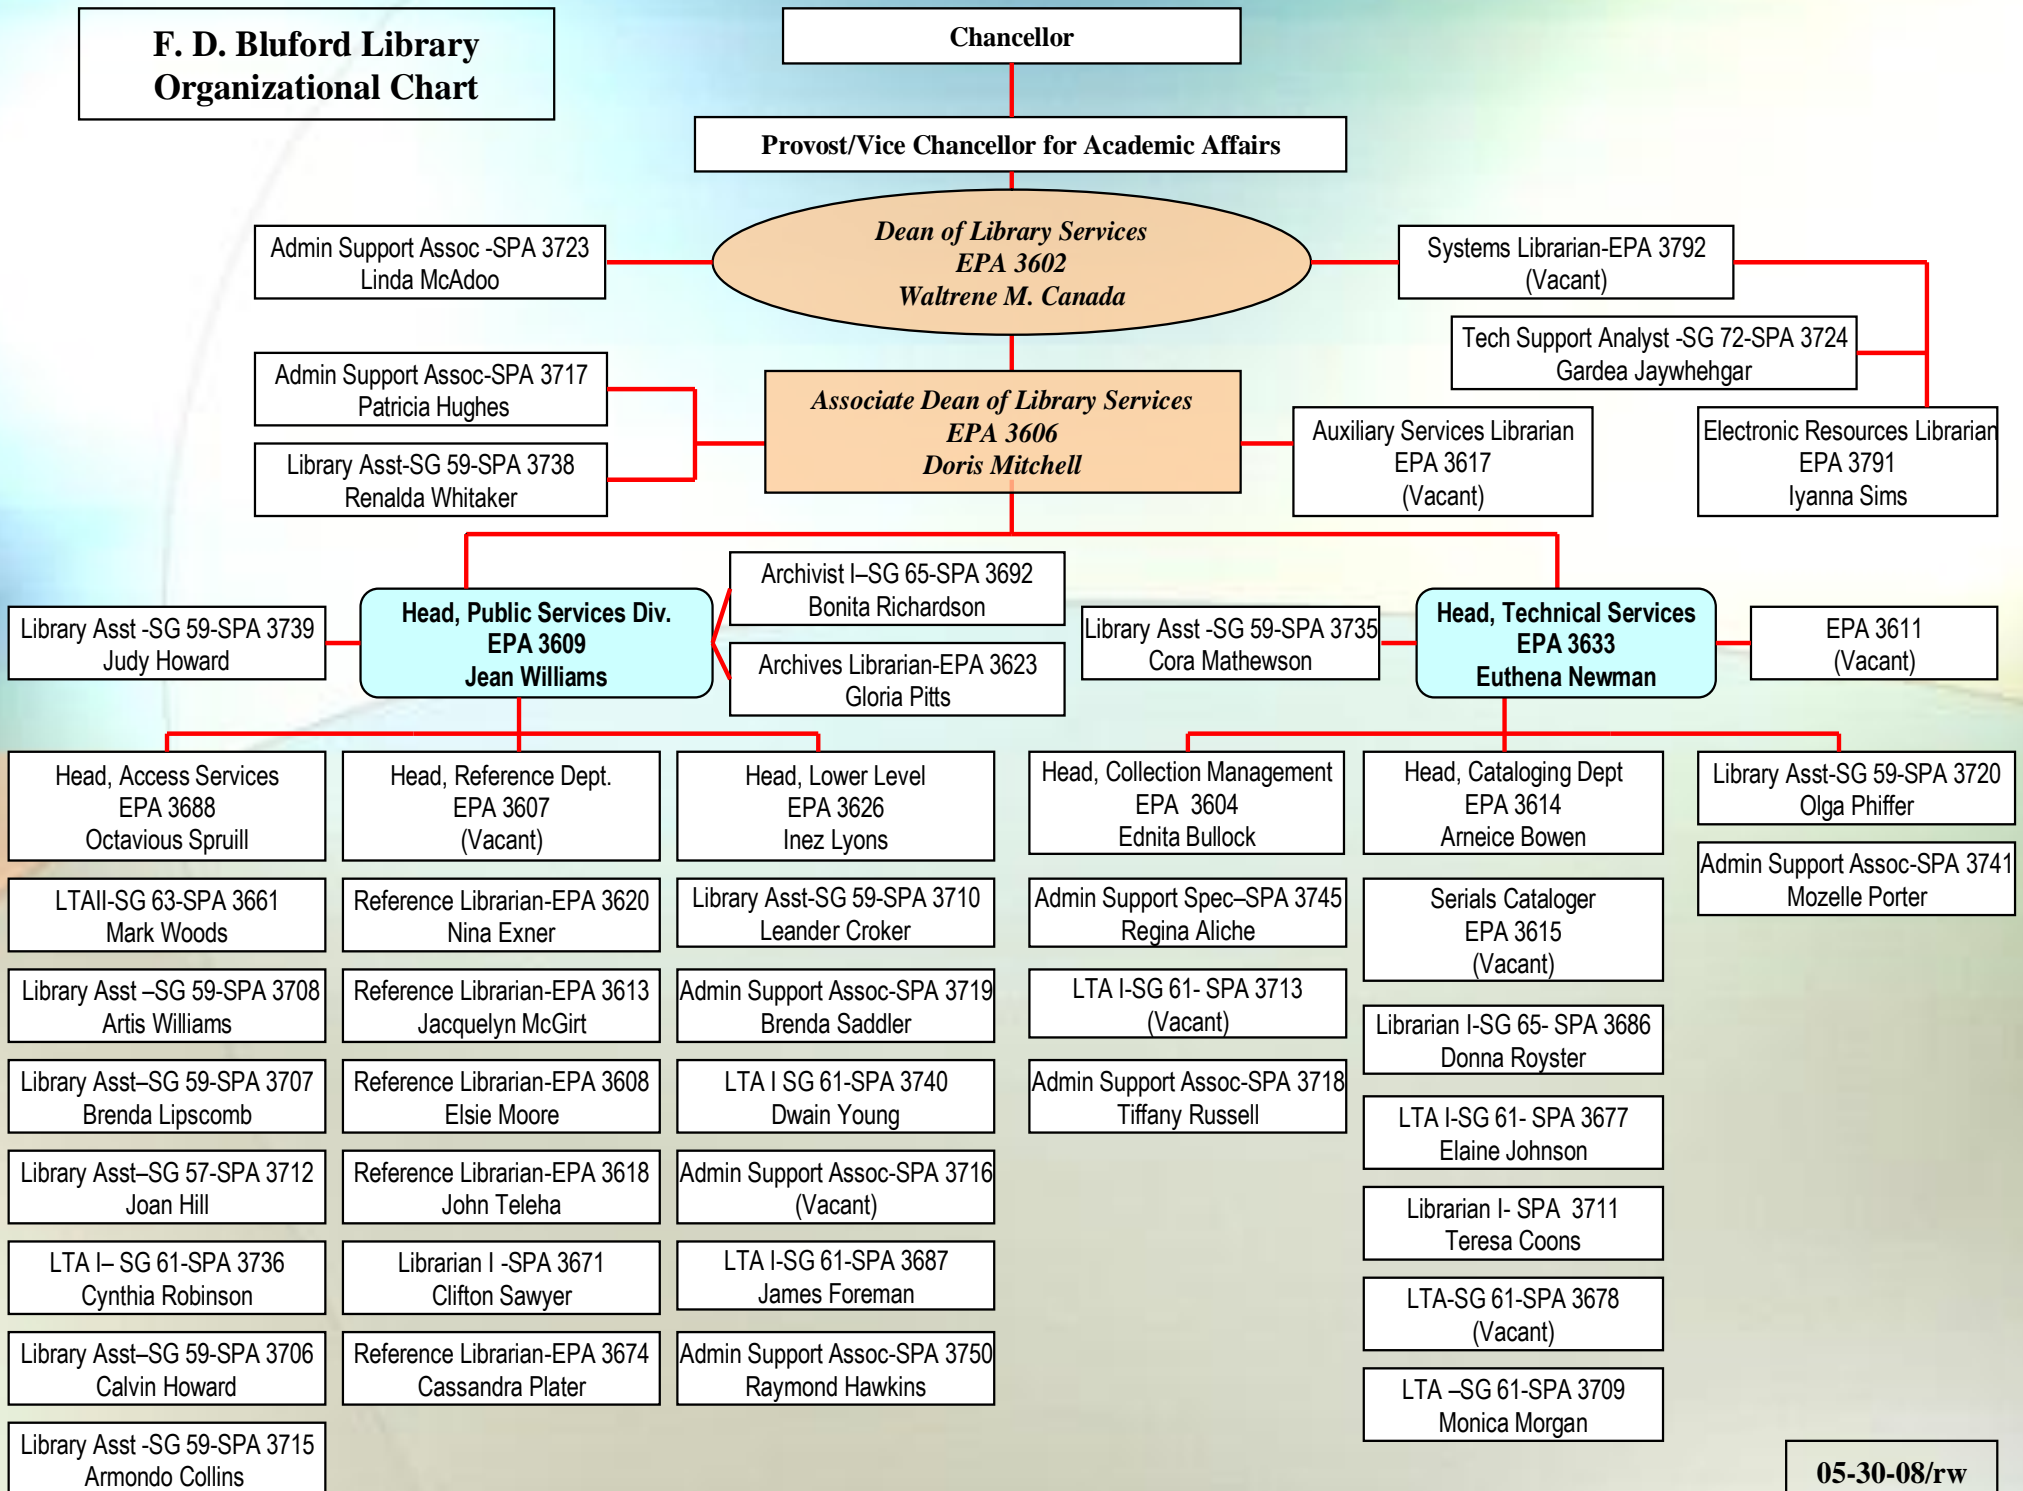 F. D. Bluford Library
Organizational Chart
Chancellor
Provost/Vice Chancellor for Academic Affairs
Dean of Library Services
EPA 3602
Waltrene M. Canada
Admin Support Assoc -SPA 3723
Linda McAdoo
Systems Librarian-EPA 3792
(Vacant)
Tech Support Analyst -SG 72-SPA 3724
Gardea Jaywhehgar
Electronic Resources Librarian
EPA 3791
Iyanna Sims
Admin Support Assoc-SPA 3717
Patricia Hughes
Library Asst-SG 59-SPA 3738
Renalda Whitaker
Associate Dean of Library Services
EPA 3606
Doris Mitchell
Auxiliary Services Librarian
EPA 3617
(Vacant)
Library Asst -SG 59-SPA 3739
Judy Howard
Head, Public Services Div.
EPA 3609
Jean Williams
Archivist I–SG 65-SPA 3692
Bonita Richardson
Archives Librarian-EPA 3623
Gloria Pitts
Library Asst -SG 59-SPA 3735
Cora Mathewson
Head, Technical Services
EPA 3633
Euthena Newman
EPA 3611
(Vacant)
Head, Access Services
EPA 3688
Octavious Spruill
LTAII-SG 63-SPA 3661
Mark Woods
Library Asst –SG 59-SPA 3708
Artis Williams
Library Asst–SG 59-SPA 3707
Brenda Lipscomb
Library Asst–SG 57-SPA 3712
Joan Hill
LTA I– SG 61-SPA 3736
Cynthia Robinson
Library Asst–SG 59-SPA 3706
Calvin Howard
Library Asst -SG 59-SPA 3715
Armondo Collins
Head, Reference Dept.
EPA 3607
(Vacant)
Reference Librarian-EPA 3620
Nina Exner
Reference Librarian-EPA 3613
Jacquelyn McGirt
Reference Librarian-EPA 3608
Elsie Moore
Reference Librarian-EPA 3618
John Teleha
Librarian I -SPA 3671
Clifton Sawyer
Reference Librarian-EPA 3674
Cassandra Plater
Head, Lower Level
EPA 3626
Inez Lyons
Library Asst-SG 59-SPA 3710
Leander Croker
Admin Support Assoc-SPA 3719
Brenda Saddler
LTA I SG 61-SPA 3740
Dwain Young
Admin Support Assoc-SPA 3716
(Vacant)
LTA I-SG 61-SPA 3687
James Foreman
Admin Support Assoc-SPA 3750
Raymond Hawkins
Head, Collection Management
EPA 3604
Ednita Bullock
Admin Support Spec–SPA 3745
Regina Aliche
LTA I-SG 61- SPA 3713
(Vacant)
Admin Support Assoc-SPA 3718
Tiffany Russell
Head, Cataloging Dept
EPA 3614
Arneice Bowen
Serials Cataloger
EPA 3615
(Vacant)
Librarian I-SG 65- SPA 3686
Donna Royster
LTA I-SG 61- SPA 3677
Elaine Johnson
Librarian I- SPA 3711
Teresa Coons
LTA-SG 61-SPA 3678
(Vacant)
LTA –SG 61-SPA 3709
Monica Morgan
Library Asst-SG 59-SPA 3720
Olga Phiffer
Admin Support Assoc-SPA 3741
Mozelle Porter
05-30-08/rw